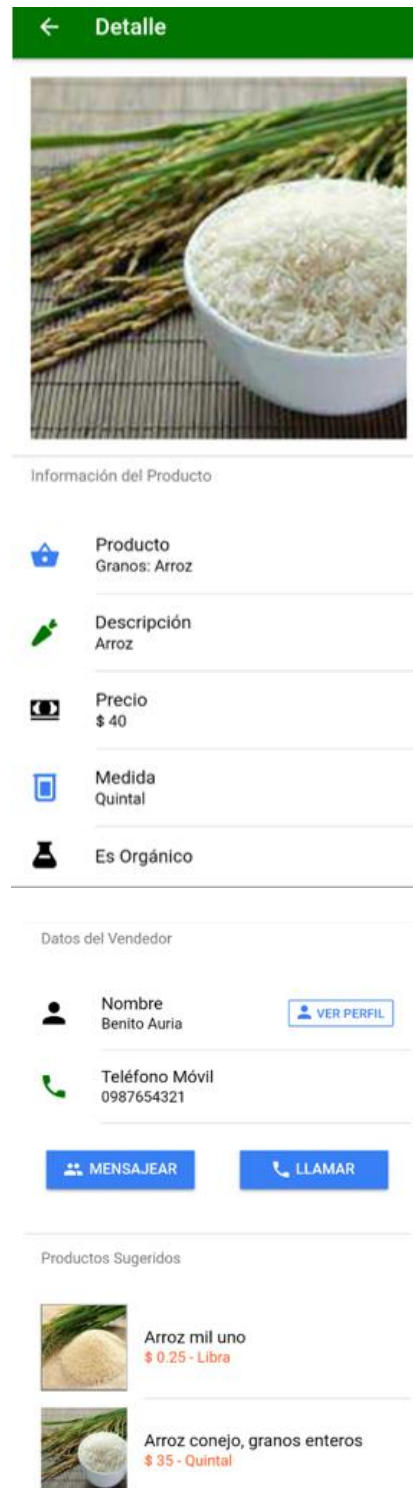 Detalle
Información del Producto
Producto
Granos: Arroz
Descripción
Arroz
Precio
$ 40
Medida
Quintal
Es Orgánico
Datos del Vendedor
Nombre
Benito Auria
VER PERFIL
Teléfono Móvil
0987654321
MENSAJEAR
LLAMAR
Productos Sugeridos
Arroz mil uno
$ 0.25 - Libra
Arroz conejo, granos enteros
$ 35 - Quintal